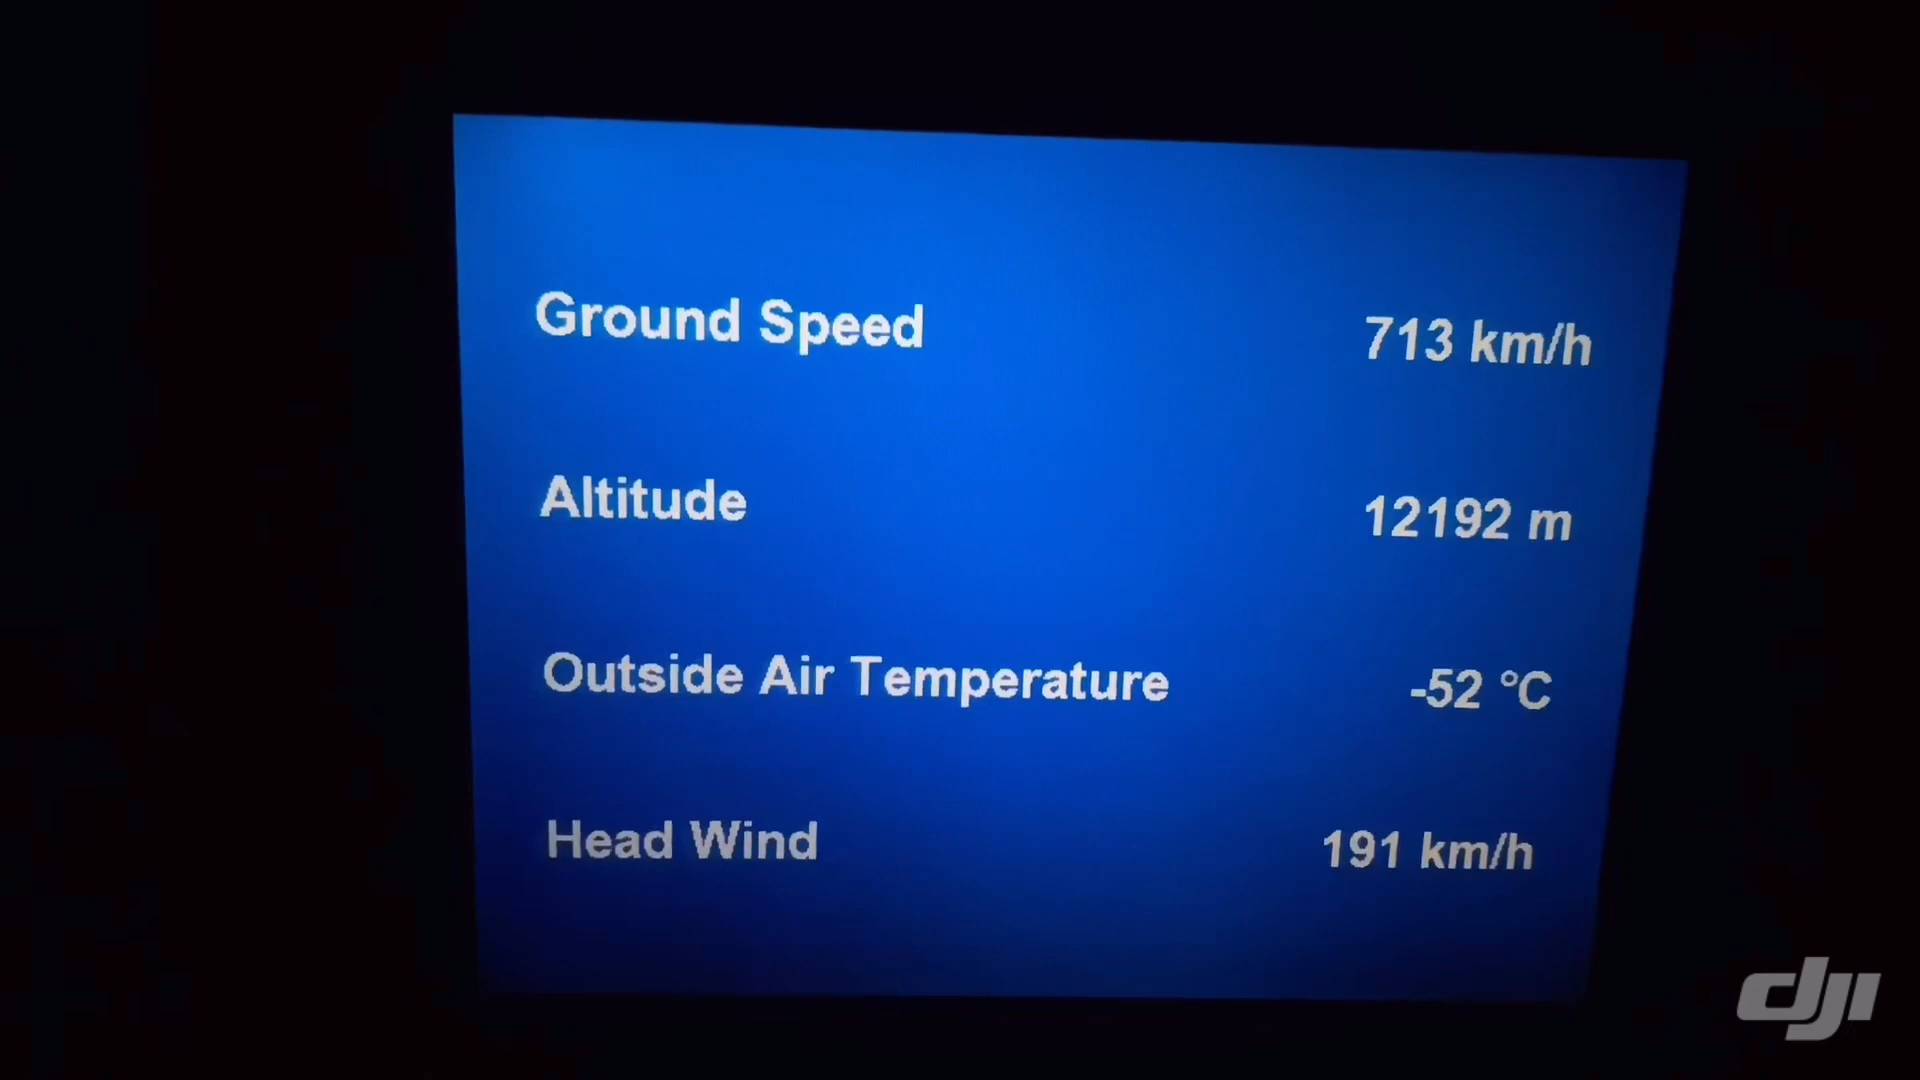 Ground Speed 713 km/h
Altitude 12192 m
Outside Air Temperature -52 °C
Head Wind 191 km/h
dji